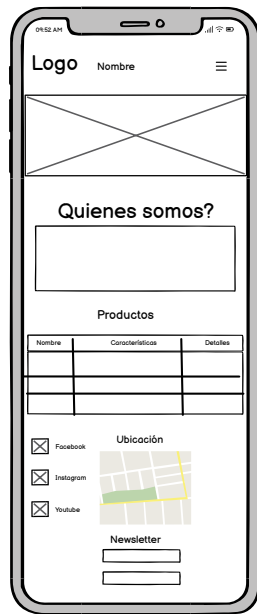 09:52 AM
Logo Nombre
Quienes somos?
Productos
Nombre Características Detalles
Ubicación
Facebook
Instagram
Youtube
Newsletter